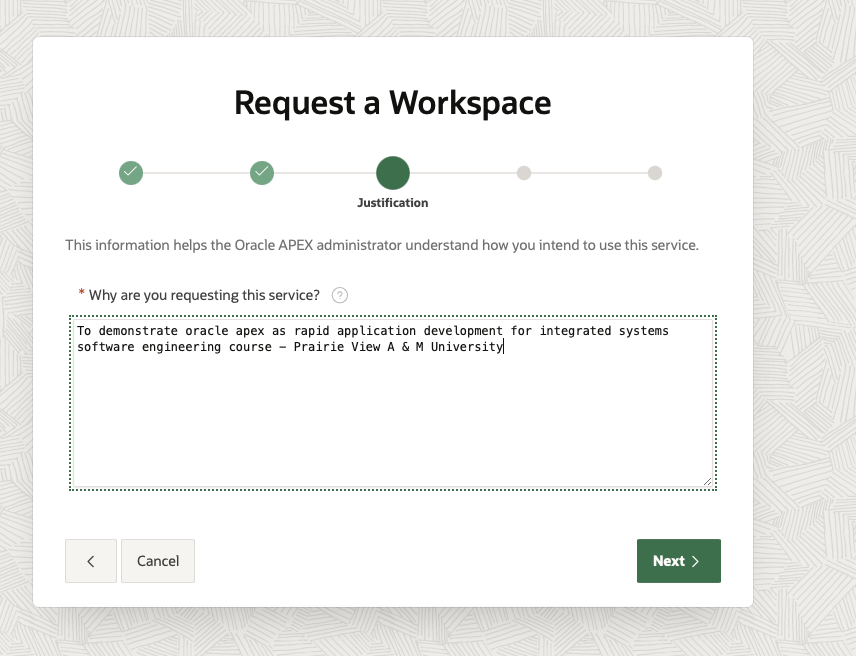 Request a Workspace
Justification
This information helps the Oracle APEX administrator understand how you intend to use this service.
* Why are you requesting this service? ?
To demonstrate oracle apex as rapid application development for integrated systems
software engineering course – Prairie View A & M University
Cancel
Next